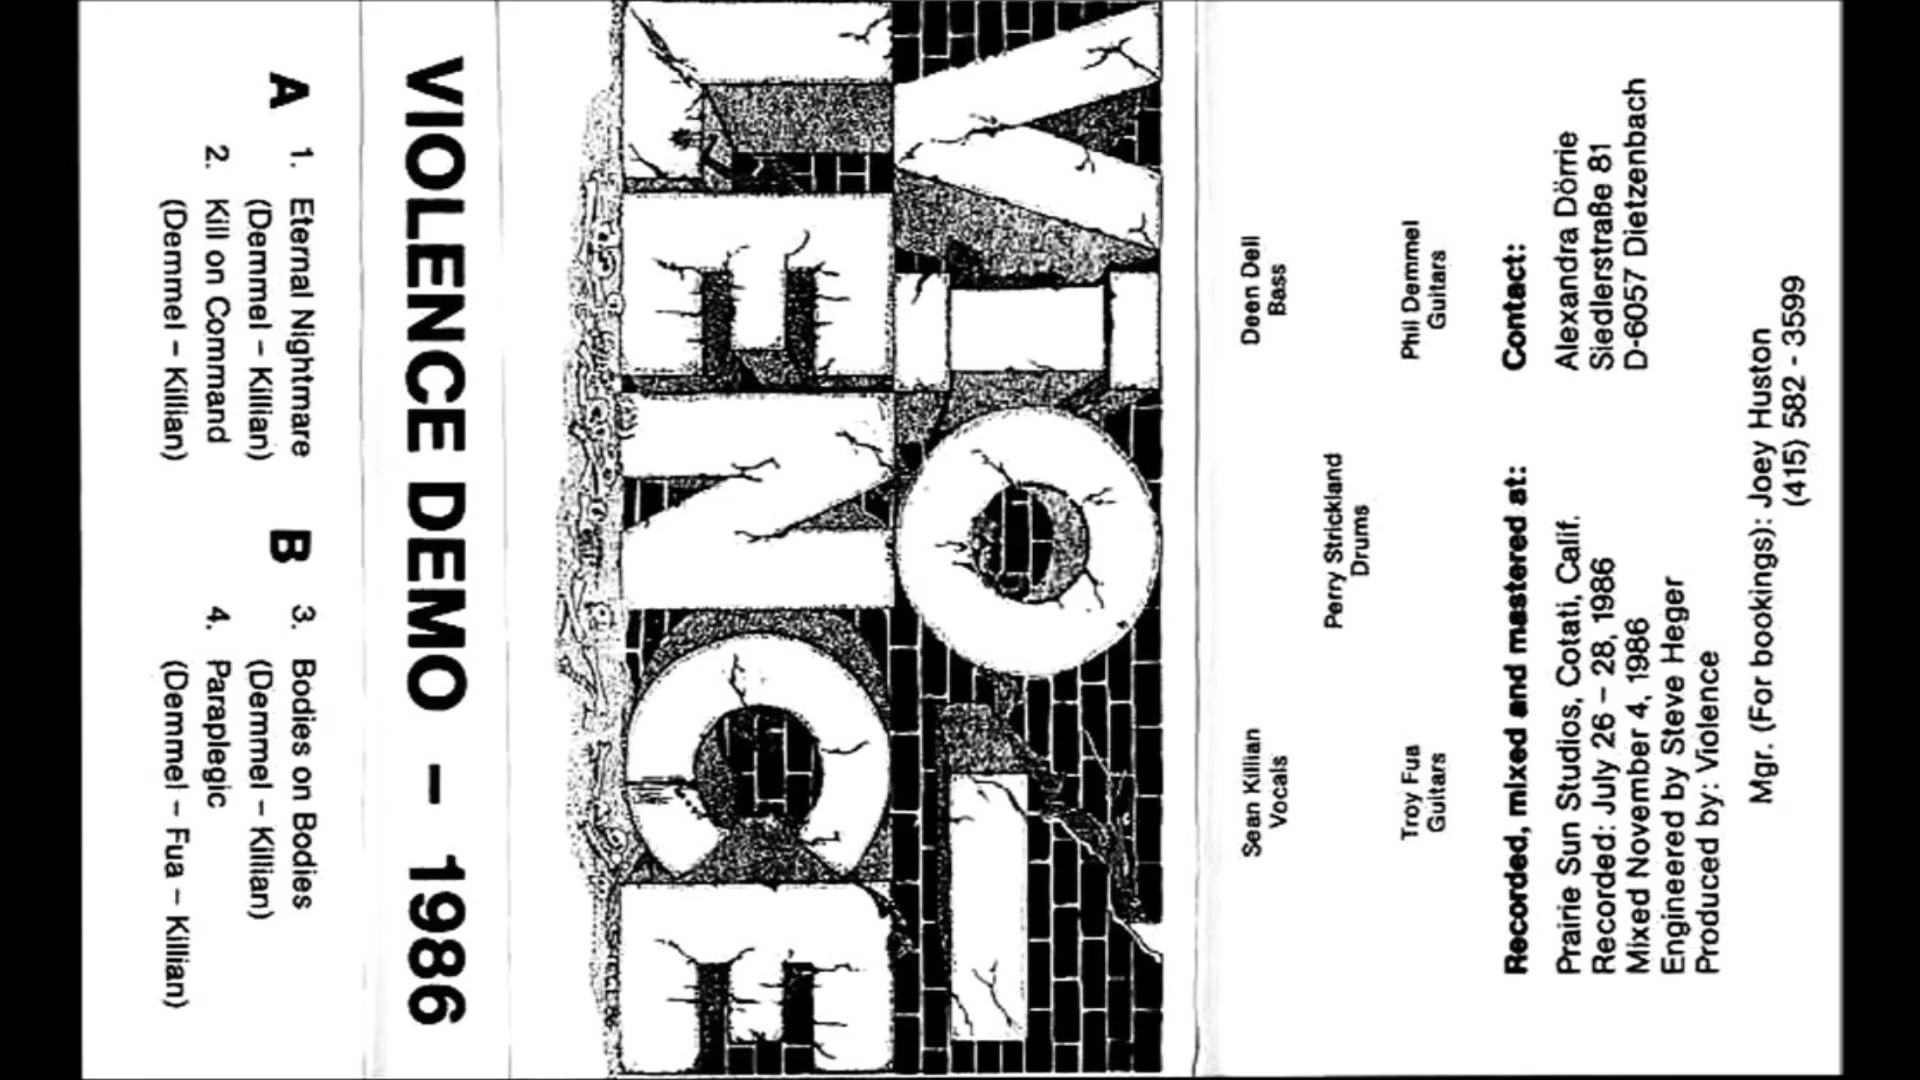 A
1. Eternal Nightmare
(Demmel – Killian)
2. Kill on Command
(Demmel – Killian)
B
3. Bodies on Bodies
(Demmel – Killian)
4. Paraplegic
(Demmel – Fua – Killian)
VIOLENCE DEMO – 1986
VIOL
ENCE
Sean Killian
Vocals
Deen Dell
Bass
Perry Strickland
Drums
Troy Fua
Guitars
Phil Demmel
Guitars
Recorded, mixed and mastered at:
Prairie Sun Studios, Cotati, Calif.
Recorded: July 26 – 28, 1986
Mixed November 4, 1986
Engineered by Steve Heger
Produced by: Violence
Contact:
Alexandra Dörrie
Siedlerstraße 81
D-6057 Dietzenbach
Mgr. (For bookings): Joey Huston
(415) 582 - 3599